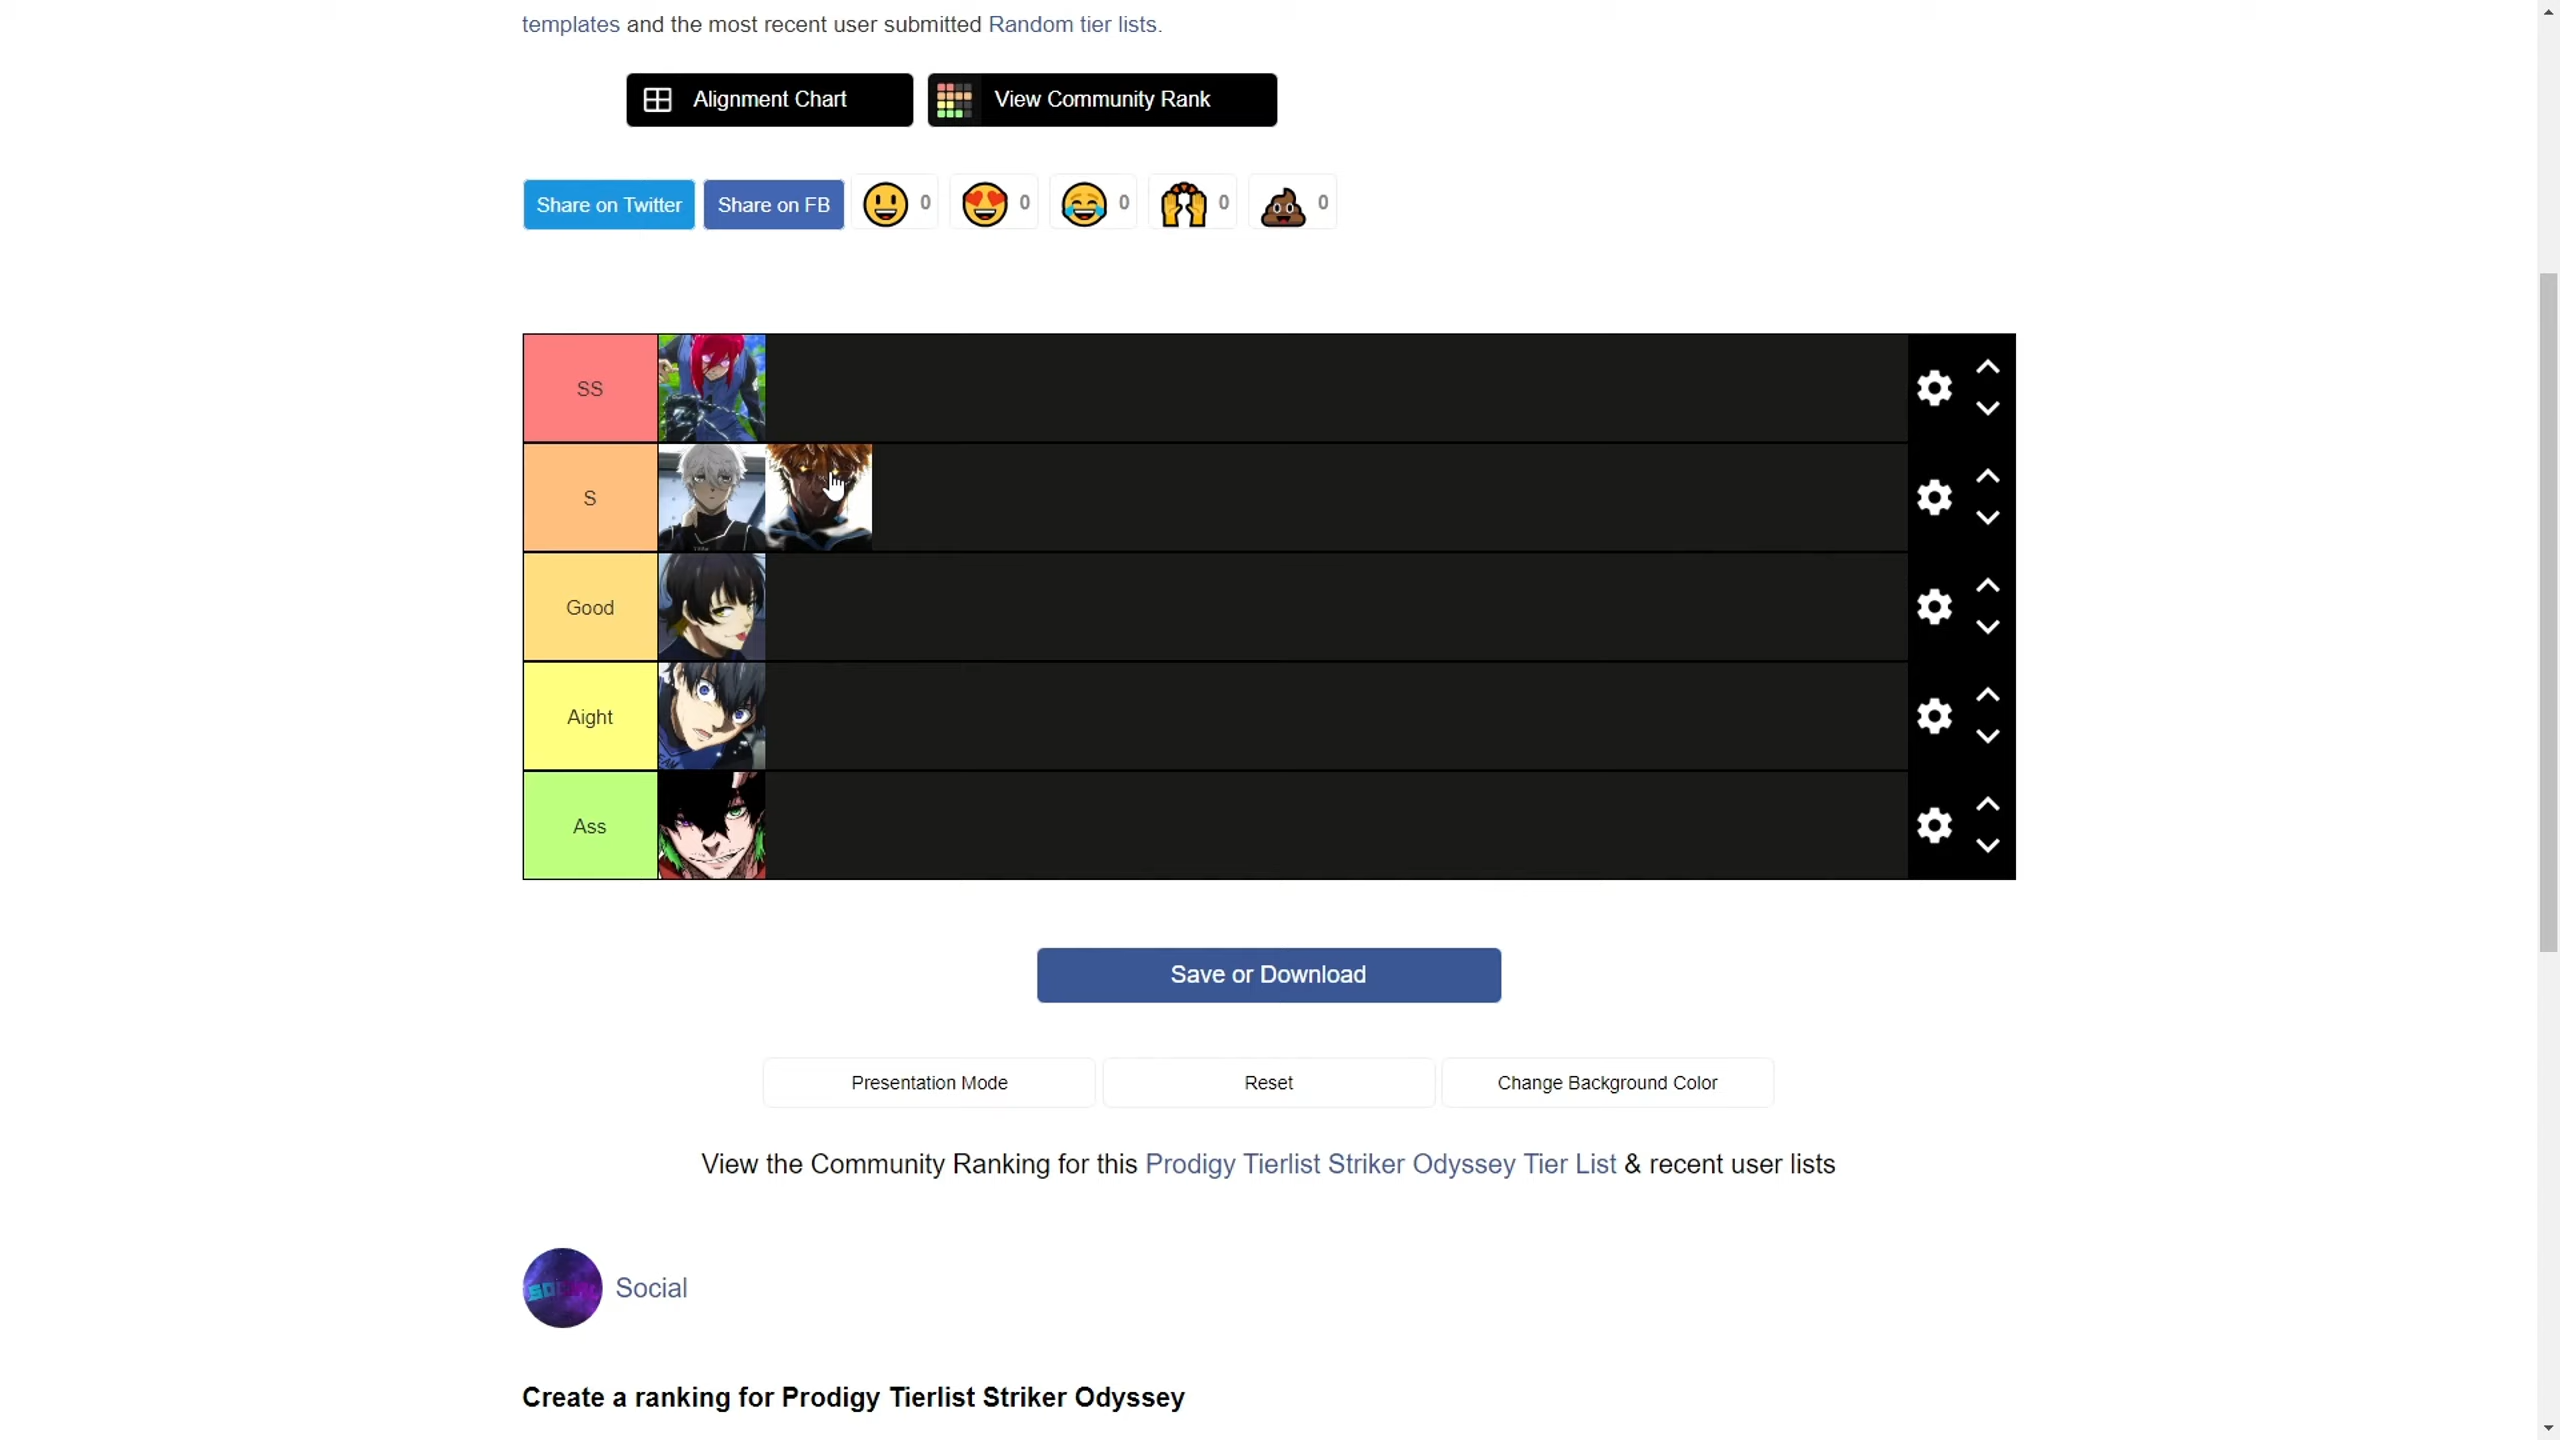 templates and the most recent user submitted Random tier lists.
Alignment Chart
View Community Rank
Share on Twitter
Share on FB
0
0
0
0
0
SS
S
Good
Aight
Ass
Save or Download
Presentation Mode
Reset
Change Background Color
View the Community Ranking for this Prodigy Tierlist Striker Odyssey Tier List & recent user lists
Social
Create a ranking for Prodigy Tierlist Striker Odyssey